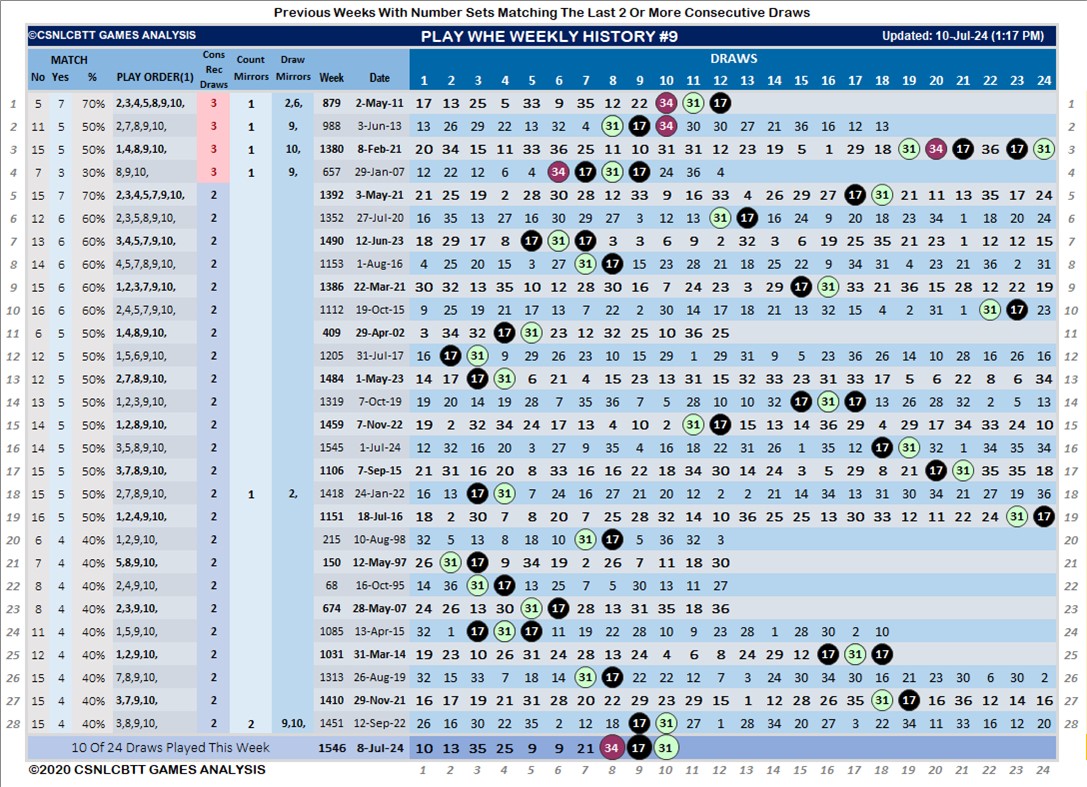 Previous Weeks With Number Sets Matching The Last 2 Or More Consecutive Draws
©CSNLCBTT GAMES ANALYSIS PLAY WHE WEEKLY HISTORY #9 Updated: 10-Jul-24 (1:17 PM)
MATCH Cons Count Draw DRAWS
No Yes % PLAY ORDER(1) Rec Draws Mirrors Mirrors Week Date 1 2 3 4 5 6 7 8 9 10 11 12 13 14 15 16 17 18 19 20 21 22 23 24
1 5 7 70% 2,3,4,5,8,9,10, 3 1 2,6, 879 2-May-11 17 13 25 5 33 9 35 12 22 34 11 17 1
2 11 5 50% 2,7,8,9,10, 3 1 9, 988 3-Jun-13 13 26 29 22 13 32 4 31 17 34 30 30 27 21 36 16 12 13 2
3 15 5 50% 1,4,8,9,10, 3 1 10, 1380 8-Feb-21 20 34 15 11 33 36 25 11 10 31 31 12 23 19 5 1 29 18 31 34 17 36 17 31 3
4 7 3 30% 8,9,10, 3 1 9, 657 29-Jan-07 12 22 12 6 4 34 17 31 17 24 36 4 4
5 15 7 70% 2,3,4,5,7,9,10, 2 1392 3-May-21 21 25 19 2 28 30 28 12 33 9 16 33 4 26 29 27 17 31 21 11 13 35 17 24 5
6 12 6 60% 2,3,5,8,9,10, 2 1352 27-Jul-20 16 35 13 27 16 30 29 27 3 12 13 31 17 16 24 9 20 18 23 34 1 18 20 24 6
7 13 6 60% 3,4,5,7,9,10, 2 1490 12-Jun-23 18 29 17 8 17 31 17 3 3 6 9 2 32 3 6 19 25 35 21 23 1 12 12 15 7
8 14 6 60% 4,5,7,8,9,10, 2 1153 1-Aug-16 4 25 20 15 3 27 31 17 15 23 28 21 18 25 22 9 34 31 4 23 21 36 2 31 8
9 15 6 60% 1,2,3,7,9,10, 2 1386 22-Mar-21 30 32 13 35 10 12 28 30 16 7 24 23 3 29 17 31 33 21 36 15 28 12 22 19 9
10 16 6 60% 2,4,5,7,9,10, 2 1112 19-Oct-15 9 25 19 21 17 13 7 22 2 30 14 17 18 21 13 32 15 4 2 31 1 31 17 23 10
11 6 5 50% 1,4,8,9,10, 2 409 29-Apr-02 3 34 32 17 31 23 12 32 25 10 36 25 11
12 12 5 50% 1,5,6,9,10, 2 1205 31-Jul-17 16 17 31 9 29 26 23 10 15 29 1 29 31 9 5 23 36 26 14 10 28 16 26 16 12
13 12 5 50% 2,7,8,9,10, 2 1484 1-May-23 14 17 17 31 6 21 4 15 23 13 31 15 32 33 23 31 33 17 5 6 22 8 6 34 13
14 13 5 50% 1,2,3,9,10, 2 1319 7-Oct-19 19 20 14 19 28 7 35 36 7 5 28 10 10 32 17 31 17 13 26 28 32 2 5 13 14
15 14 5 50% 1,2,8,9,10, 2 1459 7-Nov-22 19 2 32 34 24 17 13 4 10 2 31 17 15 13 14 36 29 4 29 17 34 33 24 10 15
16 14 5 50% 3,5,8,9,10, 2 1545 1-Jul-24 12 32 16 20 3 27 9 35 4 16 18 22 31 26 1 35 12 17 31 32 1 34 35 34 16
17 15 5 50% 3,7,8,9,10, 2 1106 7-Sep-15 21 31 16 20 8 33 16 16 22 18 34 30 14 24 3 5 29 8 21 17 31 35 35 18 17
18 15 5 50% 2,7,8,9,10, 2 1 2, 1418 24-Jan-22 16 13 17 31 7 24 16 27 21 20 12 2 2 21 14 34 13 31 30 34 21 27 19 36 18
19 16 5 50% 1,2,4,9,10, 2 1151 18-Jul-16 18 2 30 7 8 20 7 25 28 32 14 10 36 25 25 13 30 33 12 11 22 24 31 17 19
20 6 4 40% 1,2,9,10, 2 215 10-Aug-98 32 5 13 8 18 10 31 17 5 36 32 3 20
21 7 4 40% 5,8,9,10, 2 150 12-May-97 26 31 17 9 34 19 2 26 7 11 18 30 21
22 8 4 40% 2,4,9,10, 2 68 16-Oct-95 14 36 31 17 13 25 7 5 30 13 11 27 22
23 8 4 40% 2,3,9,10, 2 674 28-May-07 24 26 13 30 31 17 28 13 31 35 18 36 23
24 11 4 40% 1,5,9,10, 2 1085 13-Apr-15 32 1 17 31 17 11 19 22 28 10 9 23 28 1 28 30 2 10 24
25 12 4 40% 1,2,9,10, 2 1031 31-Mar-14 19 23 10 26 31 24 28 13 24 4 6 8 24 29 12 17 31 17 25
26 15 4 40% 7,8,9,10, 2 1313 26-Aug-19 32 15 33 7 18 14 31 17 22 22 12 7 3 24 30 34 30 16 21 23 30 6 30 2 26
27 15 4 40% 3,7,9,10, 2 1410 29-Nov-21 16 17 19 21 31 28 20 22 29 23 29 15 1 12 28 26 35 31 17 16 36 12 14 16 27
28 15 4 40% 3,8,9,10, 2 2 9,10, 1451 12-Sep-22 26 16 30 22 35 2 12 18 17 31 27 1 28 34 20 27 3 22 34 11 33 16 12 20 28
10 Of 24 Draws Played This Week 1546 8-Jul-24 10 13 35 25 9 9 21 34 17 31
©2020 CSNLCBTT GAMES ANALYSIS 1 2 3 4 5 6 7 8 9 10 11 12 13 14 15 16 17 18 19 20 21 22 23 24